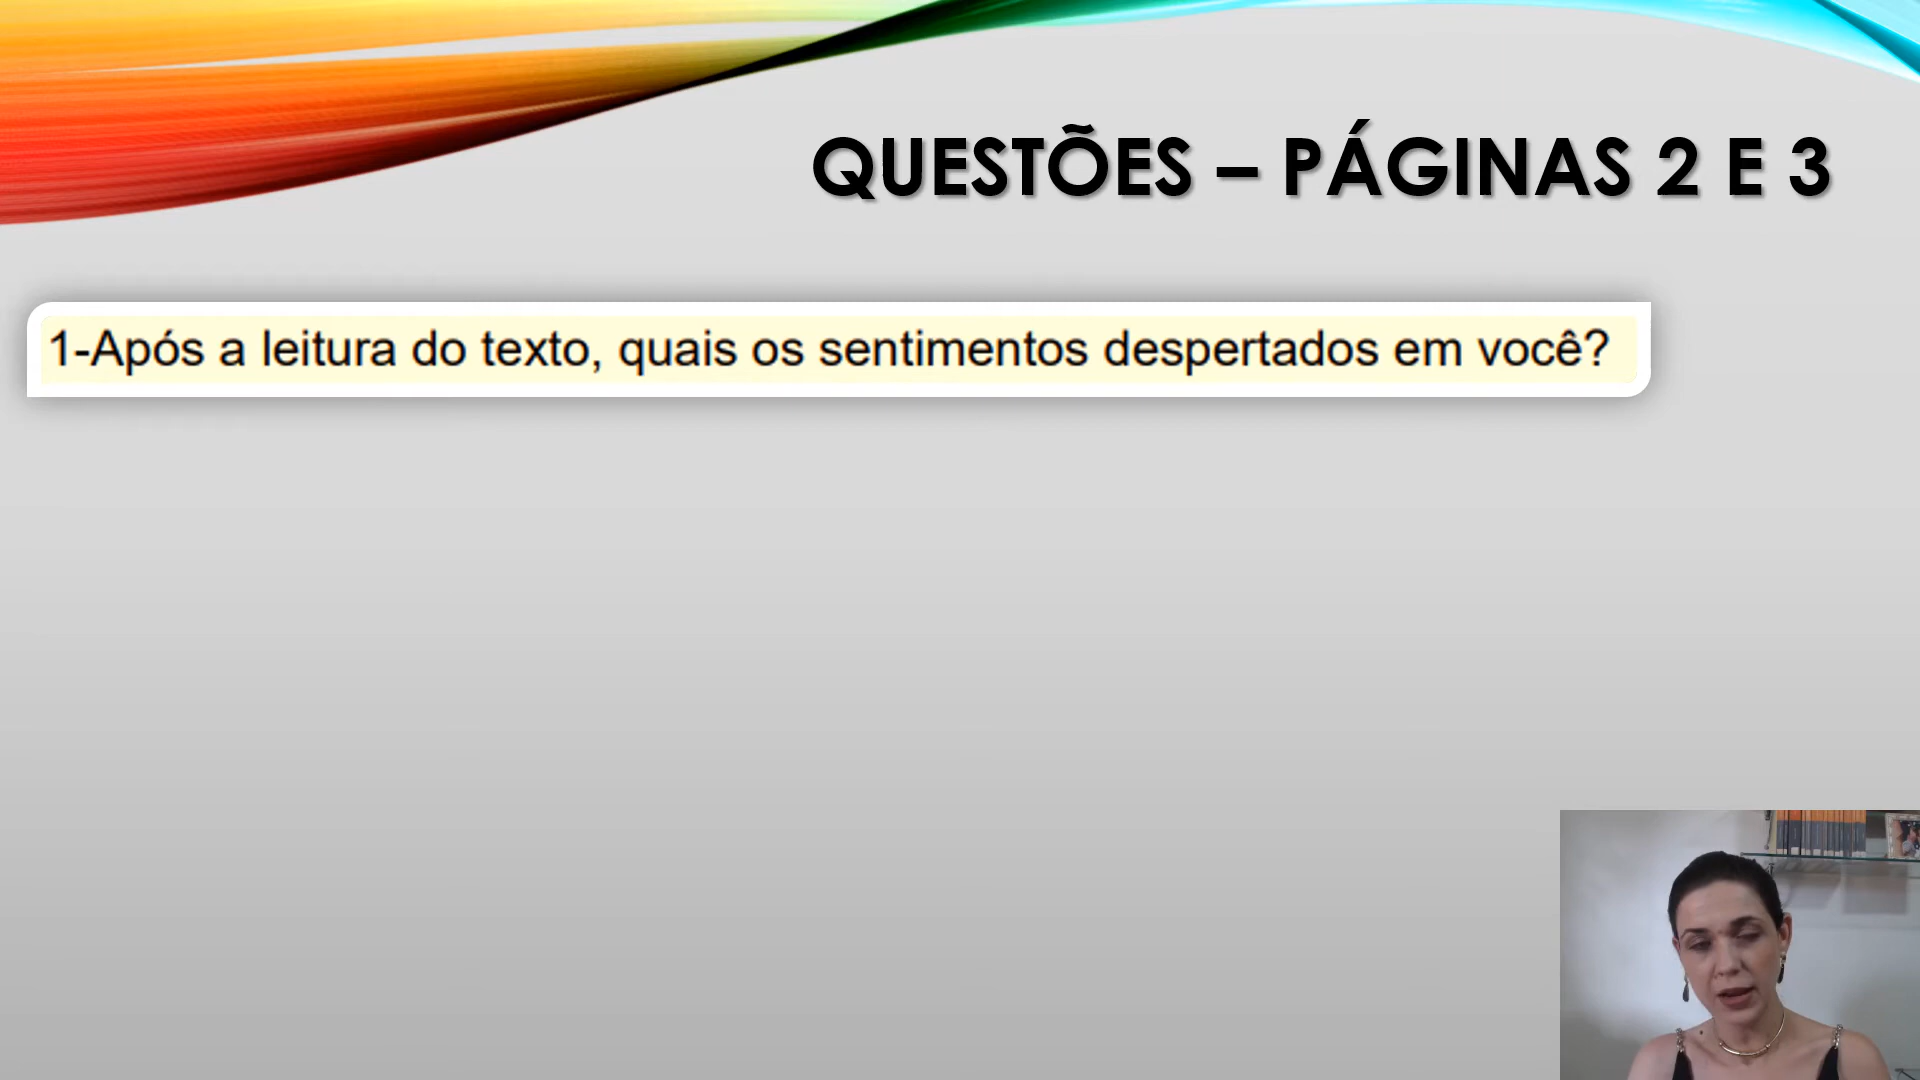 QUESTÕES – PÁGINAS 2 E 3
1-Após a leitura do texto, quais os sentimentos despertados em você?